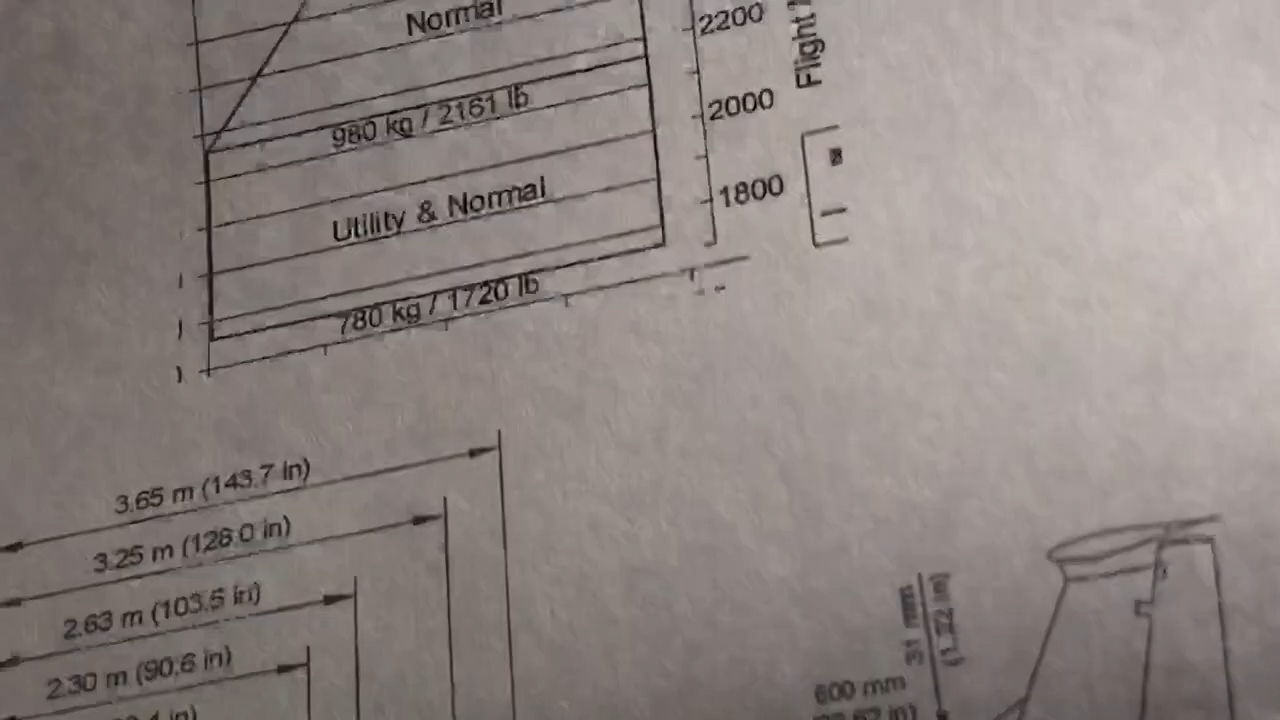 Normal
2200
Flight
980 kg / 2161 lb
2000
Utility & Normal
1800
780 kg / 1720 lb
3.65 m (143.7 in)
3.25 m (128.0 in)
2.63 m (103.5 in)
2.30 m (90.6 in)
in)
31 mm
(1.22 in)
600 mm
in)